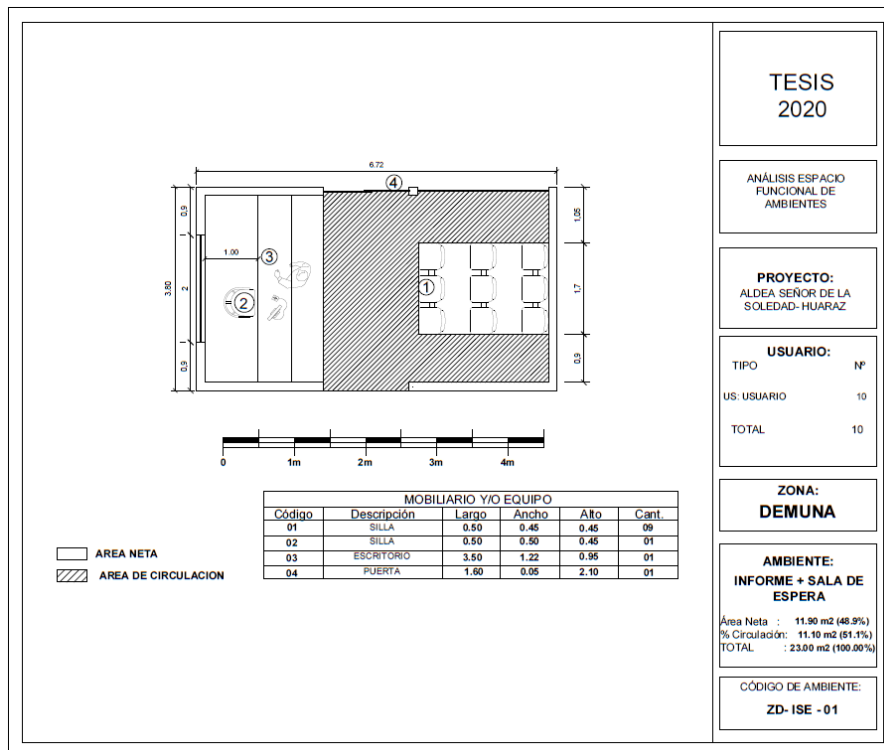 6.72
4
0,9
3.80
2
0,9
1.00
3
2
1
1,05
1,7
0,9
0 1m 2m 3m 4m
AREA NETA
AREA DE CIRCULACION
MOBILIARIO Y/O EQUIPO
Código Descripción Largo Ancho Alto Cant.
01 SILLA 0.50 0.45 0.45 09
02 SILLA 0.50 0.50 0.45 01
03 ESCRITORIO 3.50 1.22 0.95 01
04 PUERTA 1.60 0.05 2.10 01
TESIS
2020
ANÁLISIS ESPACIO
FUNCIONAL DE
AMBIENTES
PROYECTO:
ALDEA SEÑOR DE LA
SOLEDAD- HUARAZ
USUARIO:
TIPO Nº
US: USUARIO 10
TOTAL 10
ZONA:
DEMUNA
AMBIENTE:
INFORME + SALA DE
ESPERA
Área Neta : 11.90 m2 (48.9%)
% Circulación: 11.10 m2 (51.1%)
TOTAL : 23.00 m2 (100.00%)
CÓDIGO DE AMBIENTE:
ZD- ISE - 01